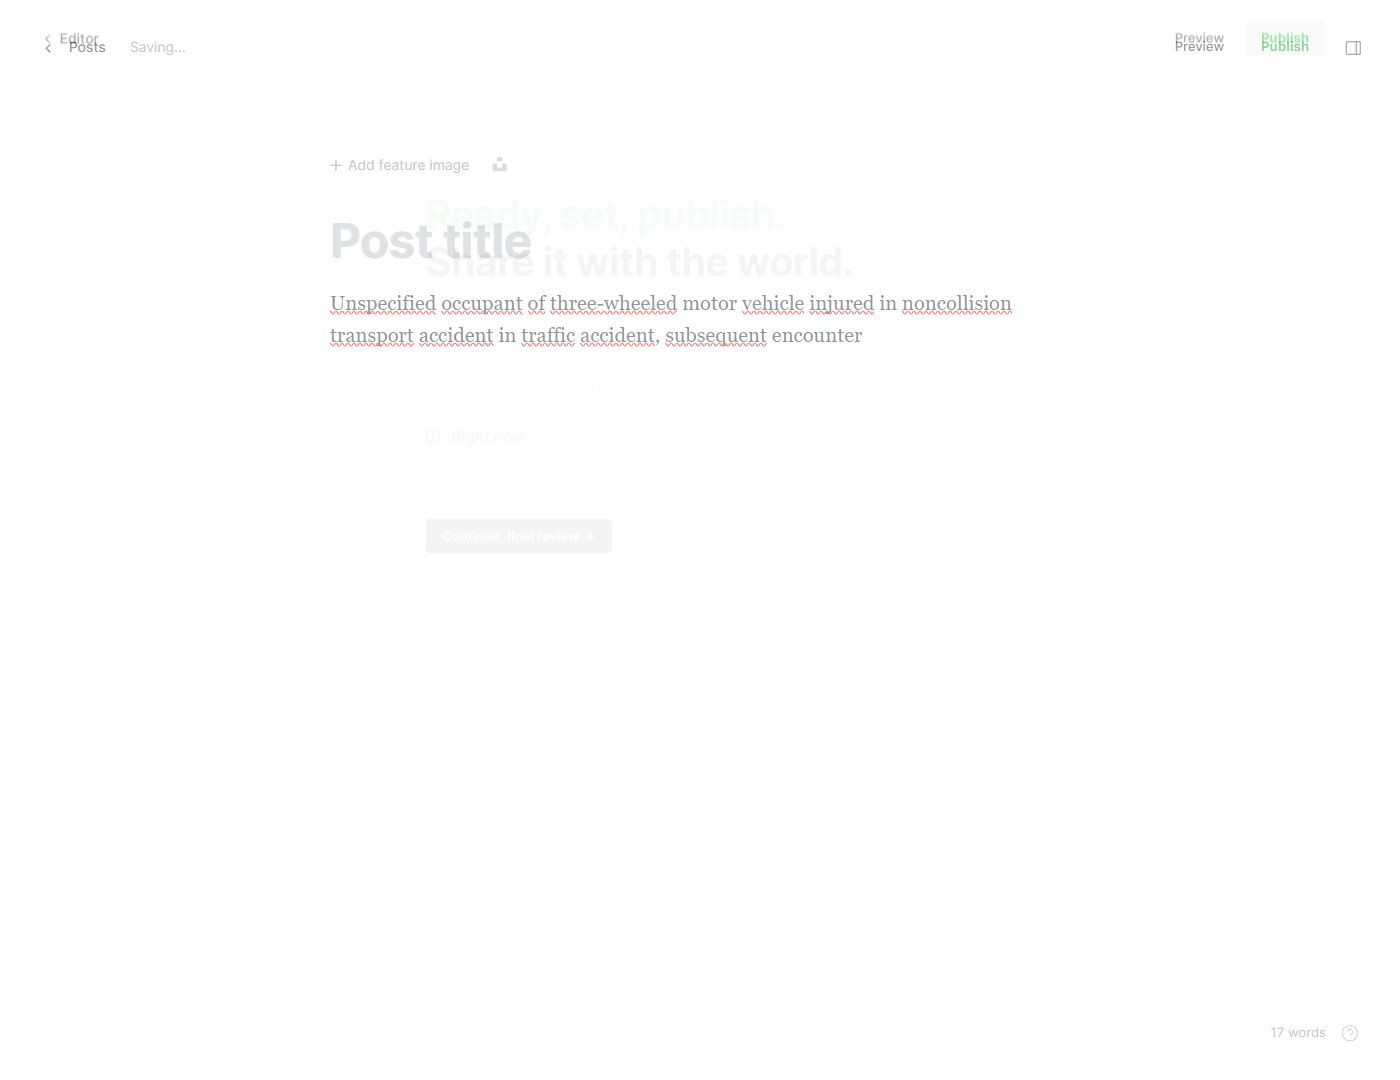 Editor
Posts
Saving...
Preview
Publish
Preview
Publish
Add feature image
Ready, set, publish.
Post title
Share it with the world.
Unspecified occupant of three-wheeled motor vehicle injured in noncollision
transport accident in traffic accident, subsequent encounter
Right now
Continue, final review →
17 words